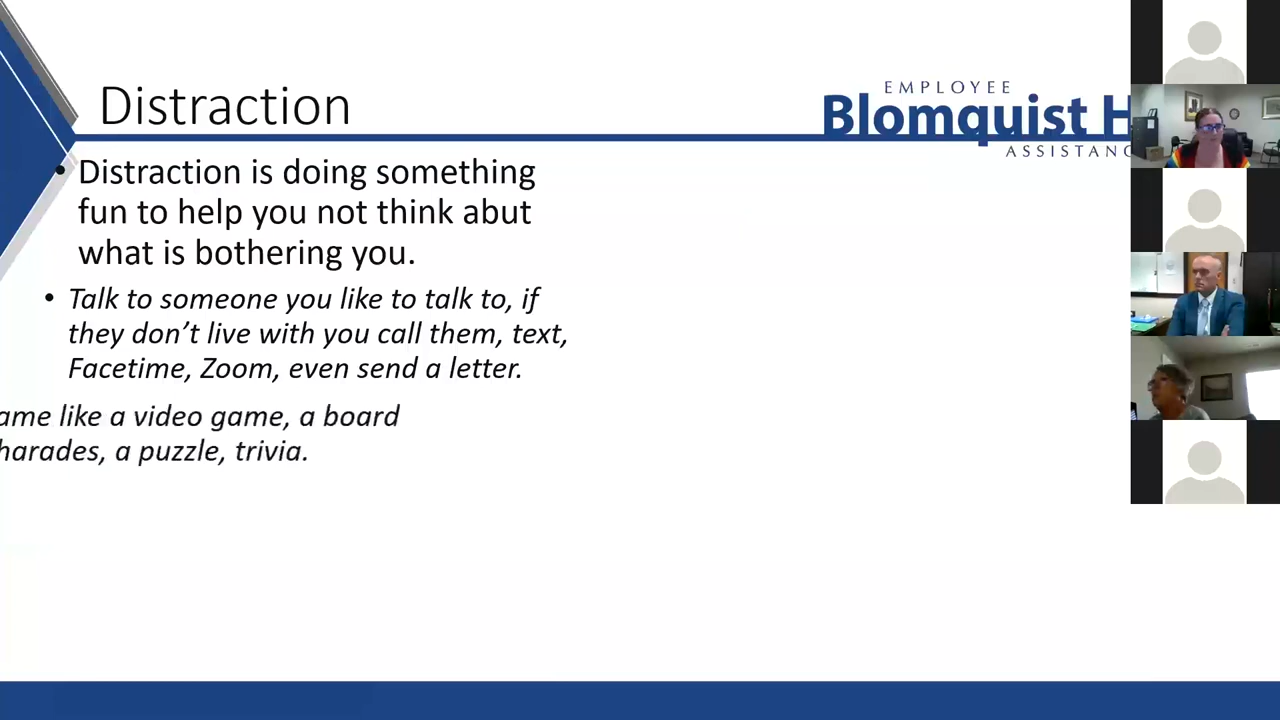 Distraction
EMPLOYEE
Blomquist H
ASSISTANC
• Distraction is doing something
fun to help you not think abut
what is bothering you.
• Talk to someone you like to talk to, if
they don’t live with you call them, text,
Facetime, Zoom, even send a letter.
ame like a video game, a board
harades, a puzzle, trivia.